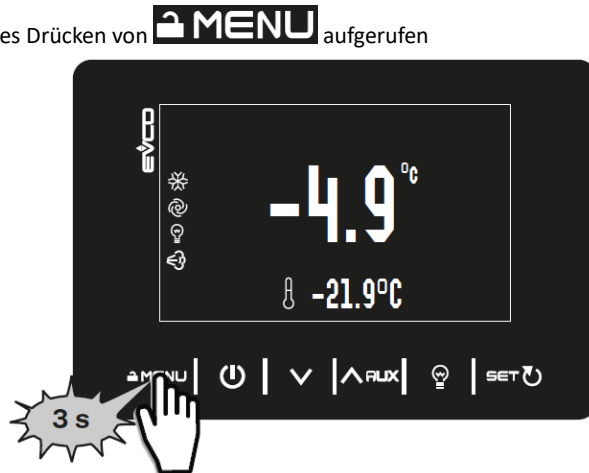 es Drücken von MENU aufgerufen
EVCO
-4.9°C
-21.9°C
MENU AUX SET
3 s